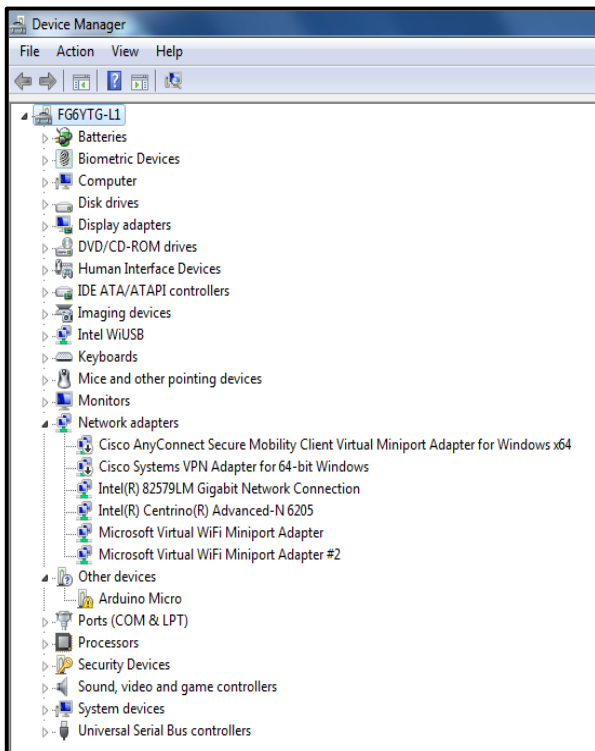 Device Manager
File Action View Help
FG6YTG-L1
Batteries
Biometric Devices
Computer
Disk drives
Display adapters
DVD/CD-ROM drives
Human Interface Devices
IDE ATA/ATAPI controllers
Imaging devices
Intel WiUSB
Keyboards
Mice and other pointing devices
Monitors
Network adapters
Cisco AnyConnect Secure Mobility Client Virtual Miniport Adapter for Windows x64
Cisco Systems VPN Adapter for 64-bit Windows
Intel(R) 82579LM Gigabit Network Connection
Intel(R) Centrino(R) Advanced-N 6205
Microsoft Virtual WiFi Miniport Adapter
Microsoft Virtual WiFi Miniport Adapter #2
Other devices
Arduino Micro
Ports (COM & LPT)
Processors
Security Devices
Sound, video and game controllers
System devices
Universal Serial Bus controllers